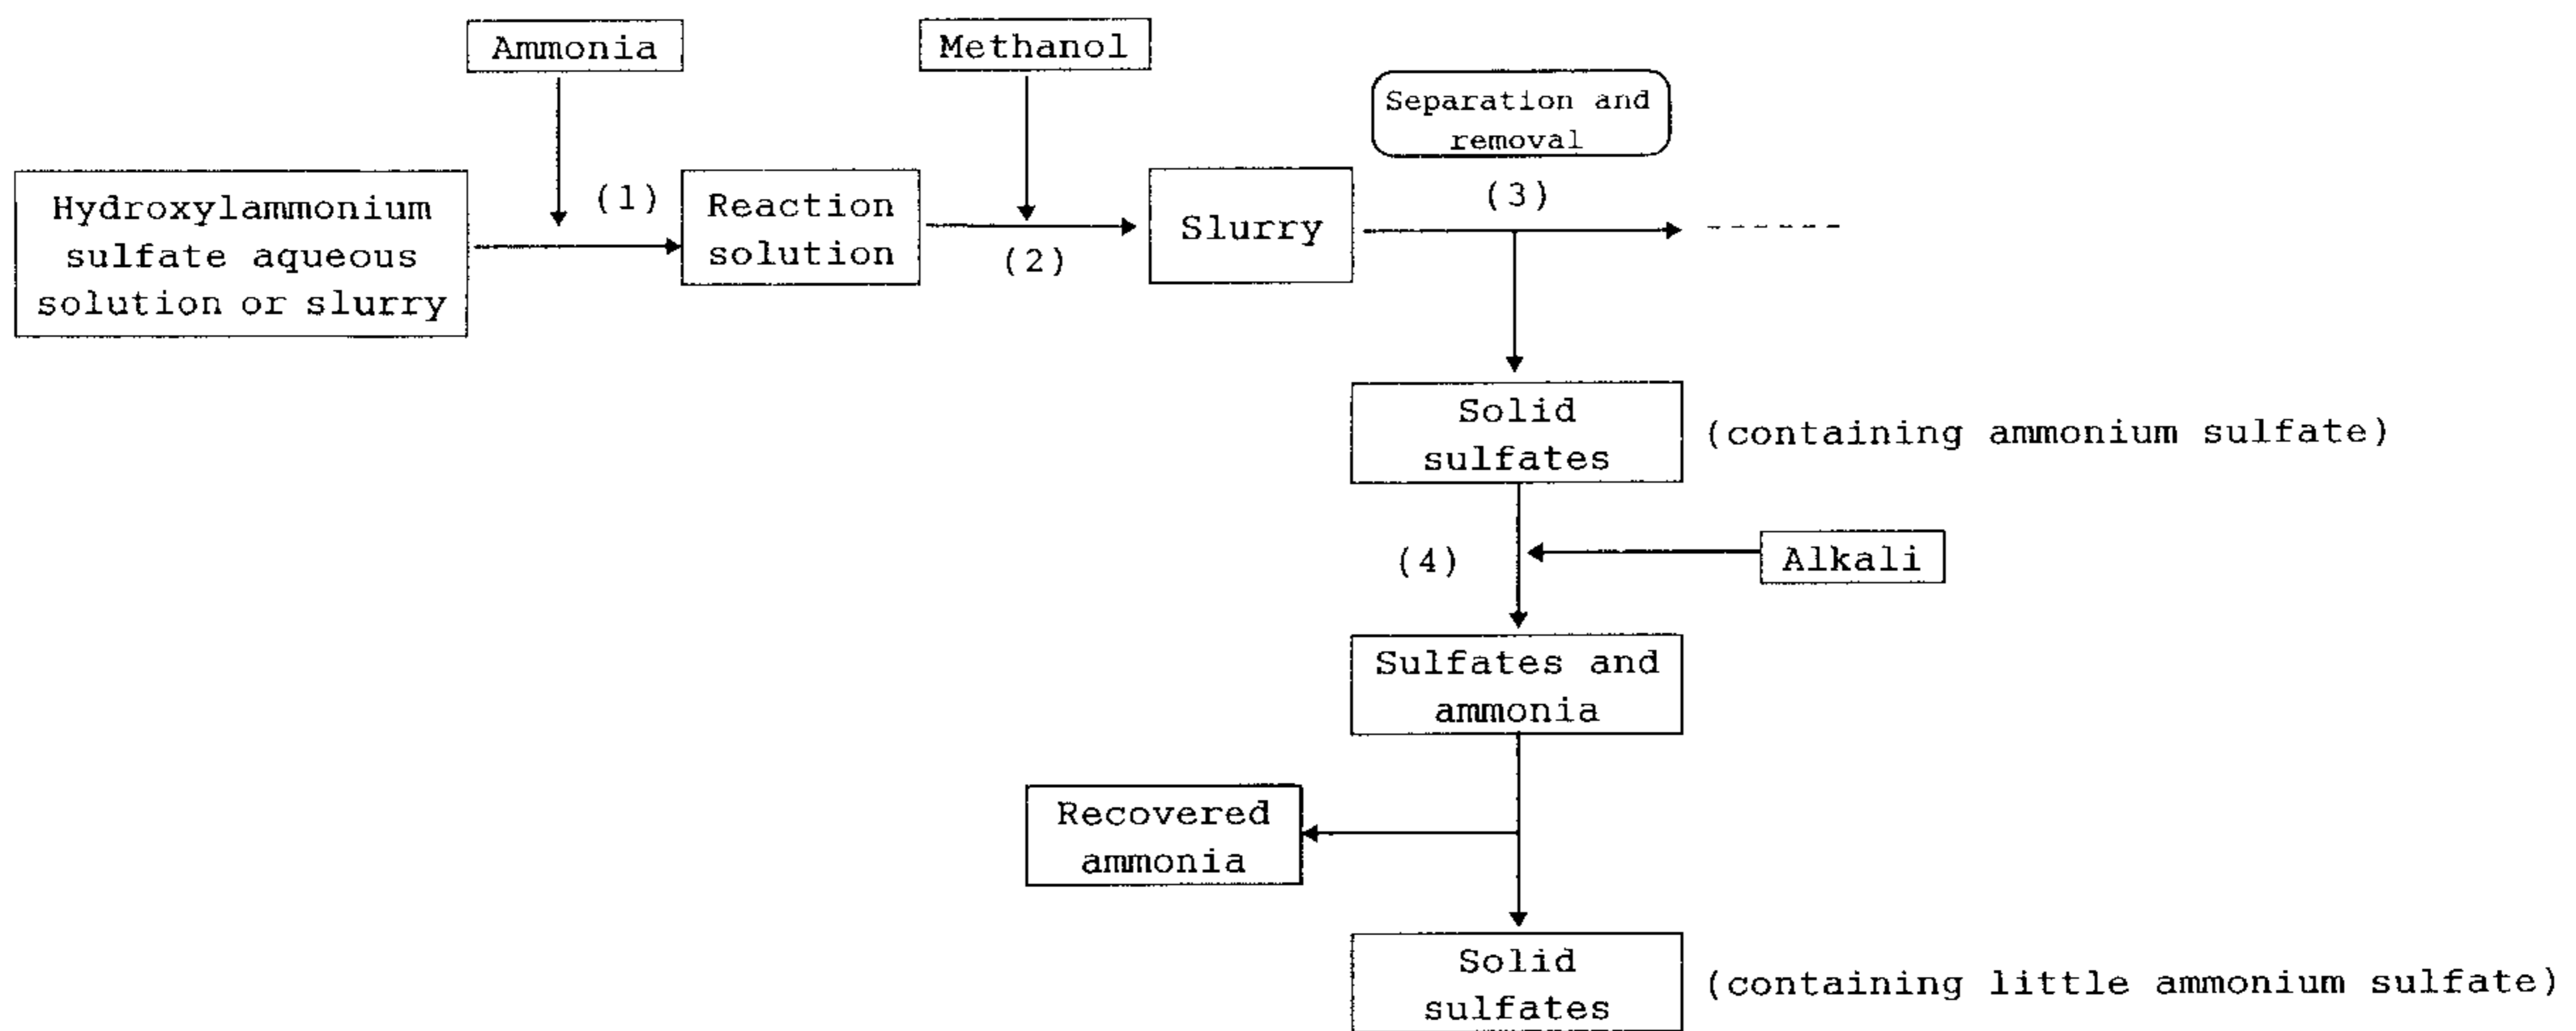 Ammonia
Methanol
Separation and
removal
Hydroxylammonium
sulfate aqueous
solution or slurry
(1)
Reaction
solution
(2)
Slurry
(3)
Solid
sulfates
(containing ammonium sulfate)
(4)
Alkali
Sulfates and
ammonia
Recovered
ammonia
Solid
sulfates
(containing little ammonium sulfate)